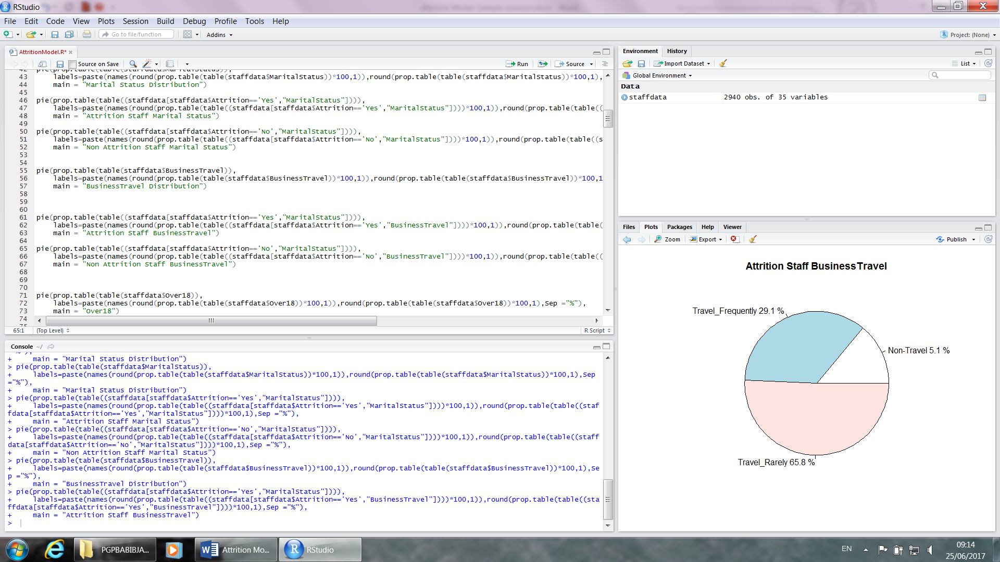 RStudio
File Edit Code View Plots Session Build Debug Profile Tools Help
Go to file/function Addins Project: (None)
AttritionModel.R*
Source on Save Run Source
42 pie(prop.table(table(staffdata$MaritalStatus)),
43 labels=paste(names(round(prop.table(table(staffdata$MaritalStatus))*100,1)),round(prop.table(table(staffdata$MaritalStatus))*100,1),
44 main = "Marital Status Distribution")
45
46 pie(prop.table(table((staffdata[staffdata$Attrition=='Yes',"MaritalStatus"]))),
47 labels=paste(names(round(prop.table(table((staffdata[staffdata$Attrition=='Yes',"MaritalStatus"])))*100,1)),round(prop.table(table((
48 main = "Attrition Staff Marital Status")
49
50 pie(prop.table(table((staffdata[staffdata$Attrition=='No',"MaritalStatus"]))),
51 labels=paste(names(round(prop.table(table((staffdata[staffdata$Attrition=='No',"MaritalStatus"])))*100,1)),round(prop.table(table((s
52 main = "Non Attrition Staff Marital Status")
53
54
55 pie(prop.table(table(staffdata$BusinessTravel)),
56 labels=paste(names(round(prop.table(table(staffdata$BusinessTravel))*100,1)),round(prop.table(table(staffdata$BusinessTravel))*100,1
57 main = "BusinessTravel Distribution")
58
59
60
61 pie(prop.table(table((staffdata[staffdata$Attrition=='Yes',"MaritalStatus"]))),
62 labels=paste(names(round(prop.table(table((staffdata[staffdata$Attrition=='Yes',"BusinessTravel"])))*100,1)),round(prop.table(table(
63 main = "Attrition Staff BusinessTravel")
64
65 pie(prop.table(table((staffdata[staffdata$Attrition=='No',"MaritalStatus"]))),
66 labels=paste(names(round(prop.table(table((staffdata[staffdata$Attrition=='No',"BusinessTravel"])))*100,1)),round(prop.table(table((
67 main = "Non Attrition Staff BusinessTravel")
68
69
70
71 pie(prop.table(table(staffdata$Over18)),
72 labels=paste(names(round(prop.table(table(staffdata$Over18))*100,1)),round(prop.table(table(staffdata$Over18))*100,1),Sep ="%"),
73 main = "Over18")
74
75
65:1 (Top Level) R Script
Console ~/
"%"),
+ main = "Marital Status Distribution")
> pie(prop.table(table(staffdata$MaritalStatus)),
+ labels=paste(names(round(prop.table(table(staffdata$MaritalStatus))*100,1)),round(prop.table(table(staffdata$MaritalStatus))*100,1),Sep
="%"),
+ main = "Marital Status Distribution")
> pie(prop.table(table((staffdata[staffdata$Attrition=='Yes',"MaritalStatus"]))),
+ labels=paste(names(round(prop.table(table((staffdata[staffdata$Attrition=='Yes',"MaritalStatus"])))*100,1)),round(prop.table(table((staf
fdata[staffdata$Attrition=='Yes',"MaritalStatus"])))*100,1),Sep ="%"),
+ main = "Attrition Staff Marital Status")
> pie(prop.table(table((staffdata[staffdata$Attrition=='No',"MaritalStatus"]))),
+ labels=paste(names(round(prop.table(table((staffdata[staffdata$Attrition=='No',"MaritalStatus"])))*100,1)),round(prop.table(table((staff
data[staffdata$Attrition=='No',"MaritalStatus"])))*100,1),Sep ="%"),
+ main = "Non Attrition Staff Marital Status")
> pie(prop.table(table(staffdata$BusinessTravel)),
+ labels=paste(names(round(prop.table(table(staffdata$BusinessTravel))*100,1)),round(prop.table(table(staffdata$BusinessTravel))*100,1),Se
p ="%"),
+ main = "BusinessTravel Distribution")
> pie(prop.table(table((staffdata[staffdata$Attrition=='Yes',"MaritalStatus"]))),
+ labels=paste(names(round(prop.table(table((staffdata[staffdata$Attrition=='Yes',"BusinessTravel"])))*100,1)),round(prop.table(table((sta
ffdata[staffdata$Attrition=='Yes',"BusinessTravel"])))*100,1),Sep ="%"),
+ main = "Attrition Staff BusinessTravel")
>
Environment History
Import Dataset List
Global Environment
Data
staffdata 2940 obs. of 35 variables
Files Plots Packages Help Viewer
Zoom Export Publish
Attrition Staff BusinessTravel
Travel_Frequently 29.1 %
Non-Travel 5.1 %
Travel_Rarely 65.8 %
PGPBABIBJA... Attrition Mo... RStudio
EN
09:14
25/06/2017